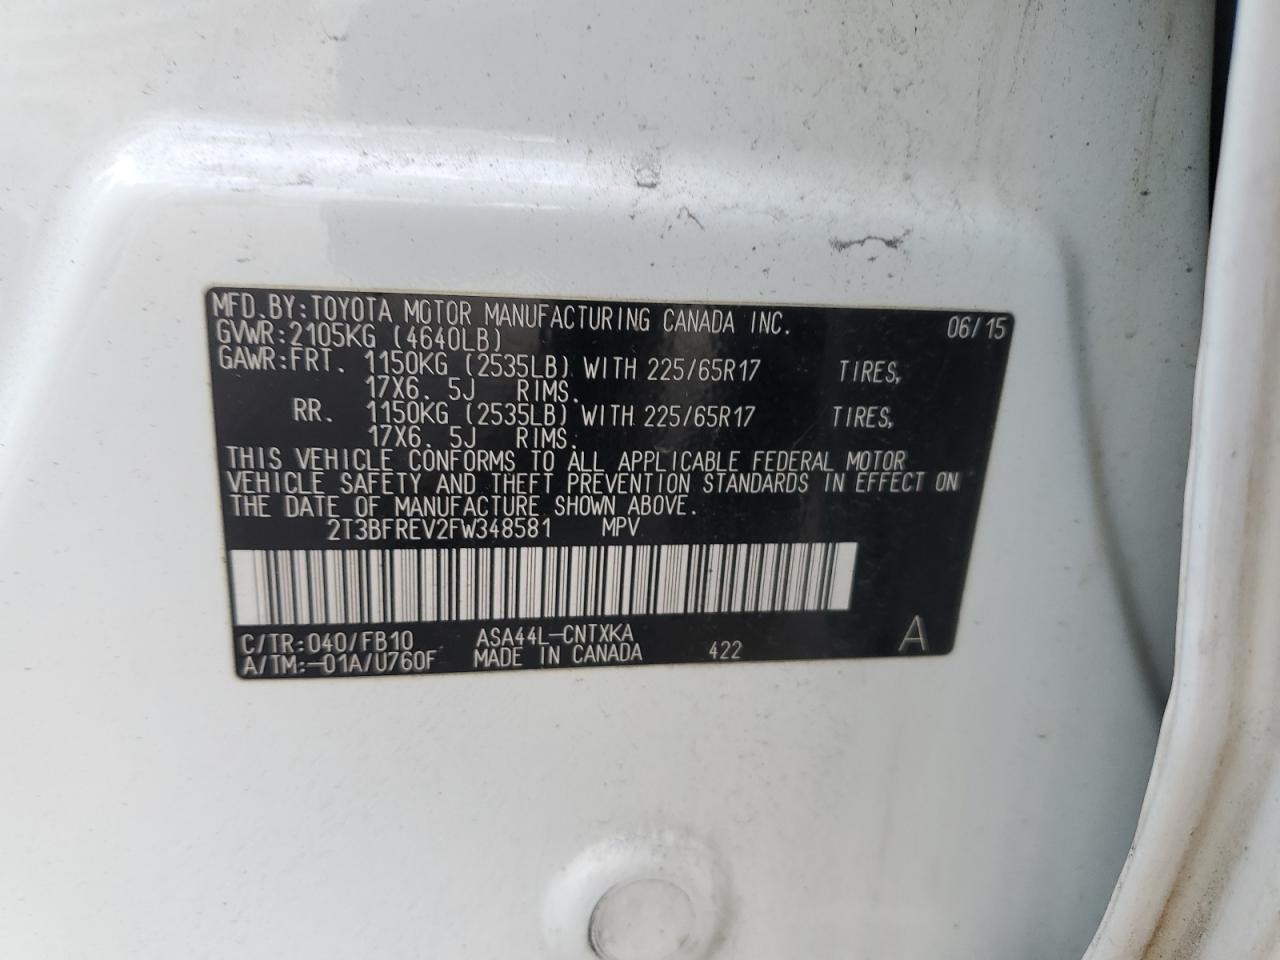 MFD.BY:TOYOTA MOTOR MANUFACTURING CANADA INC. 06/15
GVWR:2105KG (4640LB)
GAWR:FRT. 1150KG (2535LB) WITH 225/65R17 TIRES,
17X6. 5J RIMS.
RR. 1150KG (2535LB) WITH 225/65R17 TIRES,
17X6. 5J RIMS.
THIS VEHICLE CONFORMS TO ALL APPLICABLE FEDERAL MOTOR
VEHICLE SAFETY AND THEFT PREVENTION STANDARDS IN EFFECT ON
THE DATE OF MANUFACTURE SHOWN ABOVE.
2T3BFREV2FW348581 MPV
C/TR:040/FB10 ASA44L-CNTXKA A
A/TM:-01A/U760F MADE IN CANADA 422